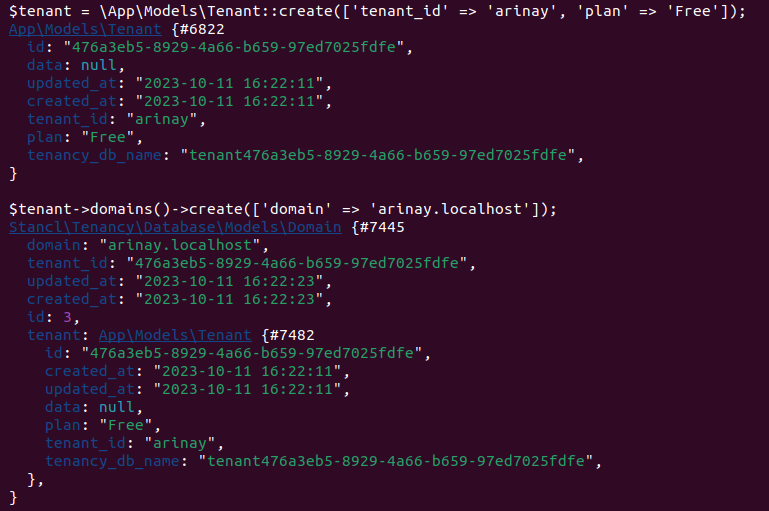 $tenant = \App\Models\Tenant::create(['tenant_id' => 'arinay', 'plan' => 'Free']);
App\Models\Tenant {#6822
  id: "476a3eb5-8929-4a66-b659-97ed7025fdfe",
  data: null,
  updated_at: "2023-10-11 16:22:11",
  created_at: "2023-10-11 16:22:11",
  tenant_id: "arinay",
  plan: "Free",
  tenancy_db_name: "tenant476a3eb5-8929-4a66-b659-97ed7025fdfe",
}

$tenant->domains()->create(['domain' => 'arinay.localhost']);
Stancl\Tenancy\Database\Models\Domain {#7445
  domain: "arinay.localhost",
  tenant_id: "476a3eb5-8929-4a66-b659-97ed7025fdfe",
  updated_at: "2023-10-11 16:22:23",
  created_at: "2023-10-11 16:22:23",
  id: 3,
  tenant: App\Models\Tenant {#7482
    id: "476a3eb5-8929-4a66-b659-97ed7025fdfe",
    created_at: "2023-10-11 16:22:11",
    updated_at: "2023-10-11 16:22:11",
    data: null,
    plan: "Free",
    tenant_id: "arinay",
    tenancy_db_name: "tenant476a3eb5-8929-4a66-b659-97ed7025fdfe",
  },
}